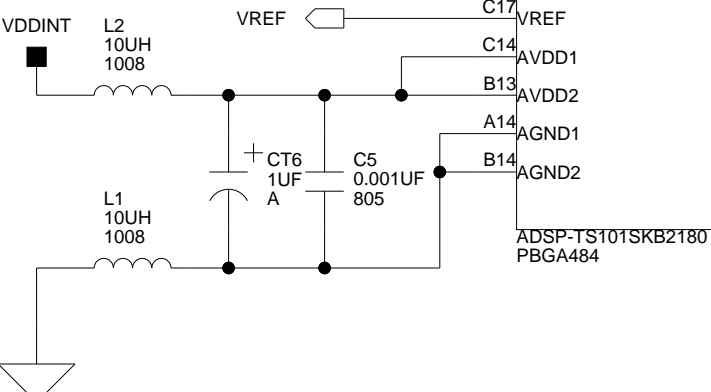 C17
VREF
VREF
VDDINT
L2
10UH
1008
C14
AVDD1
B13
AVDD2
A14
AGND1
CT6
1UF
A
C5
0.001UF
805
B14
AGND2
L1
10UH
1008
ADSP-TS101SKB2180
PBGA484